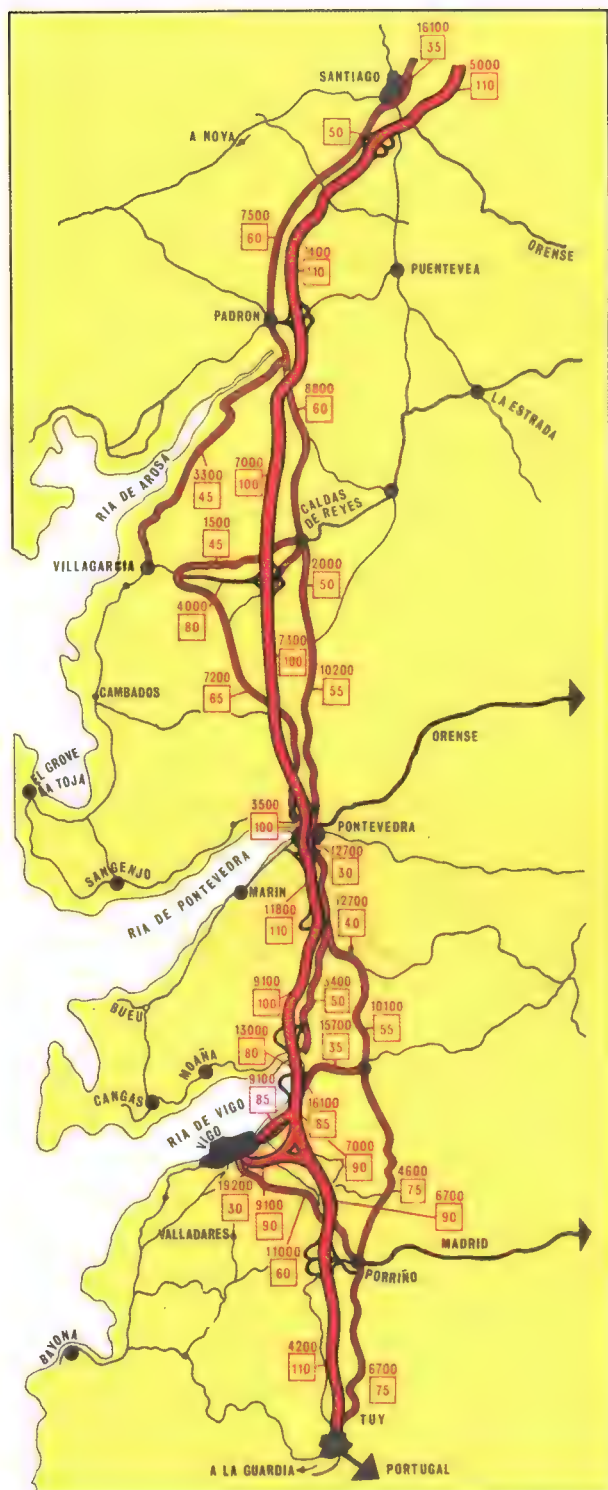 16100
35
5000
110
SANTIAGO
50
A NOYA
7500
60
ORENSE
110
PUENTEVEA
PADRON
8800
60
LA ESTRADA
RIA DE AROSA
3300
45
7000
100
CALDAS
DE REYES
1500
45
VILLAGARCIA
2000
50
4000
80
100
7200
65
10200
55
CAMBADOS
ORENSE
EL GROVE
LA TOJA
3500
100
PONTEVEDRA
12700
30
SANGENJO
RIA DE PONTEVEDRA
MARIN
11800
110
12700
40
9100
100
3400
50
10100
55
BUEU
13000
80
15700
35
MOAÑA
CANGAS
9100
85
16100
85
RIA DE VIGO
VIGO
7000
90
4600
75
19200
30
9100
90
6700
90
VALLADARES
11000
60
MADRID
PORRIÑO
BAYONA
4200
110
6700
75
TUY
A LA GUARDIA
PORTUGAL